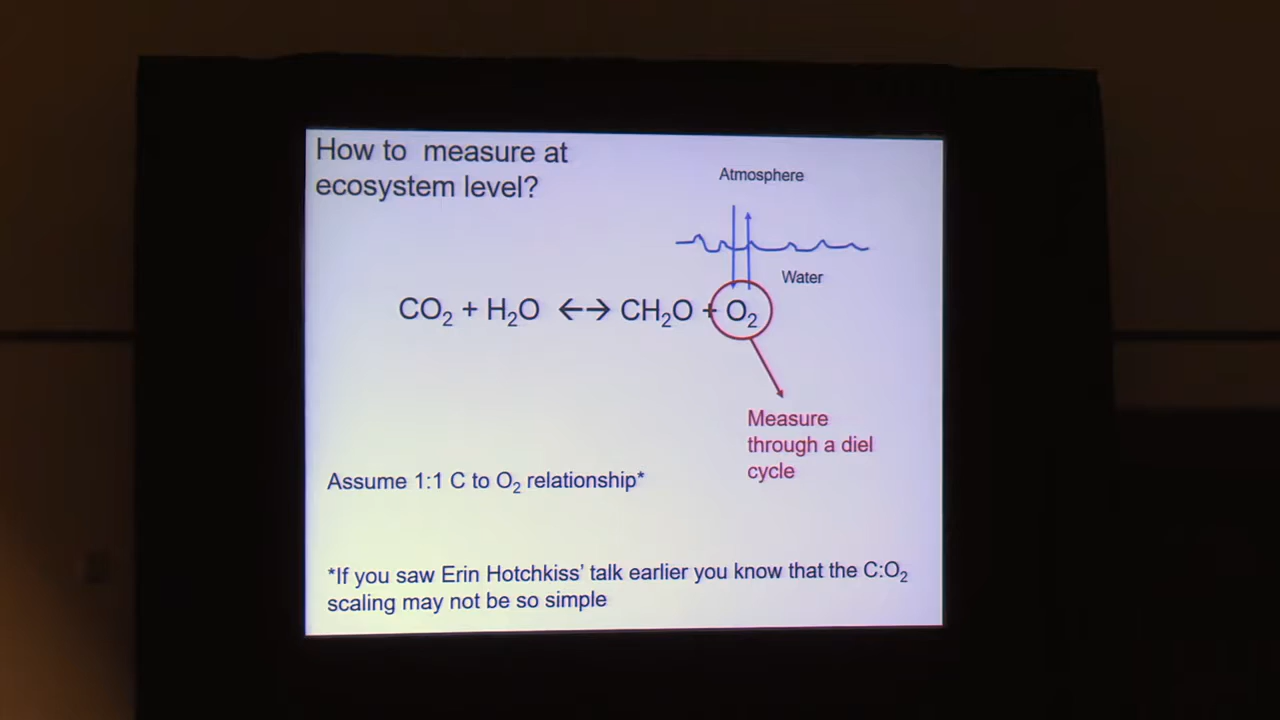 How to measure at
ecosystem level?
Atmosphere
Water
CO₂ + H₂O ←→ CH₂O + O₂
Measure
through a diel
cycle
Assume 1:1 C to O₂ relationship*
*If you saw Erin Hotchkiss’ talk earlier you know that the C:O₂
scaling may not be so simple